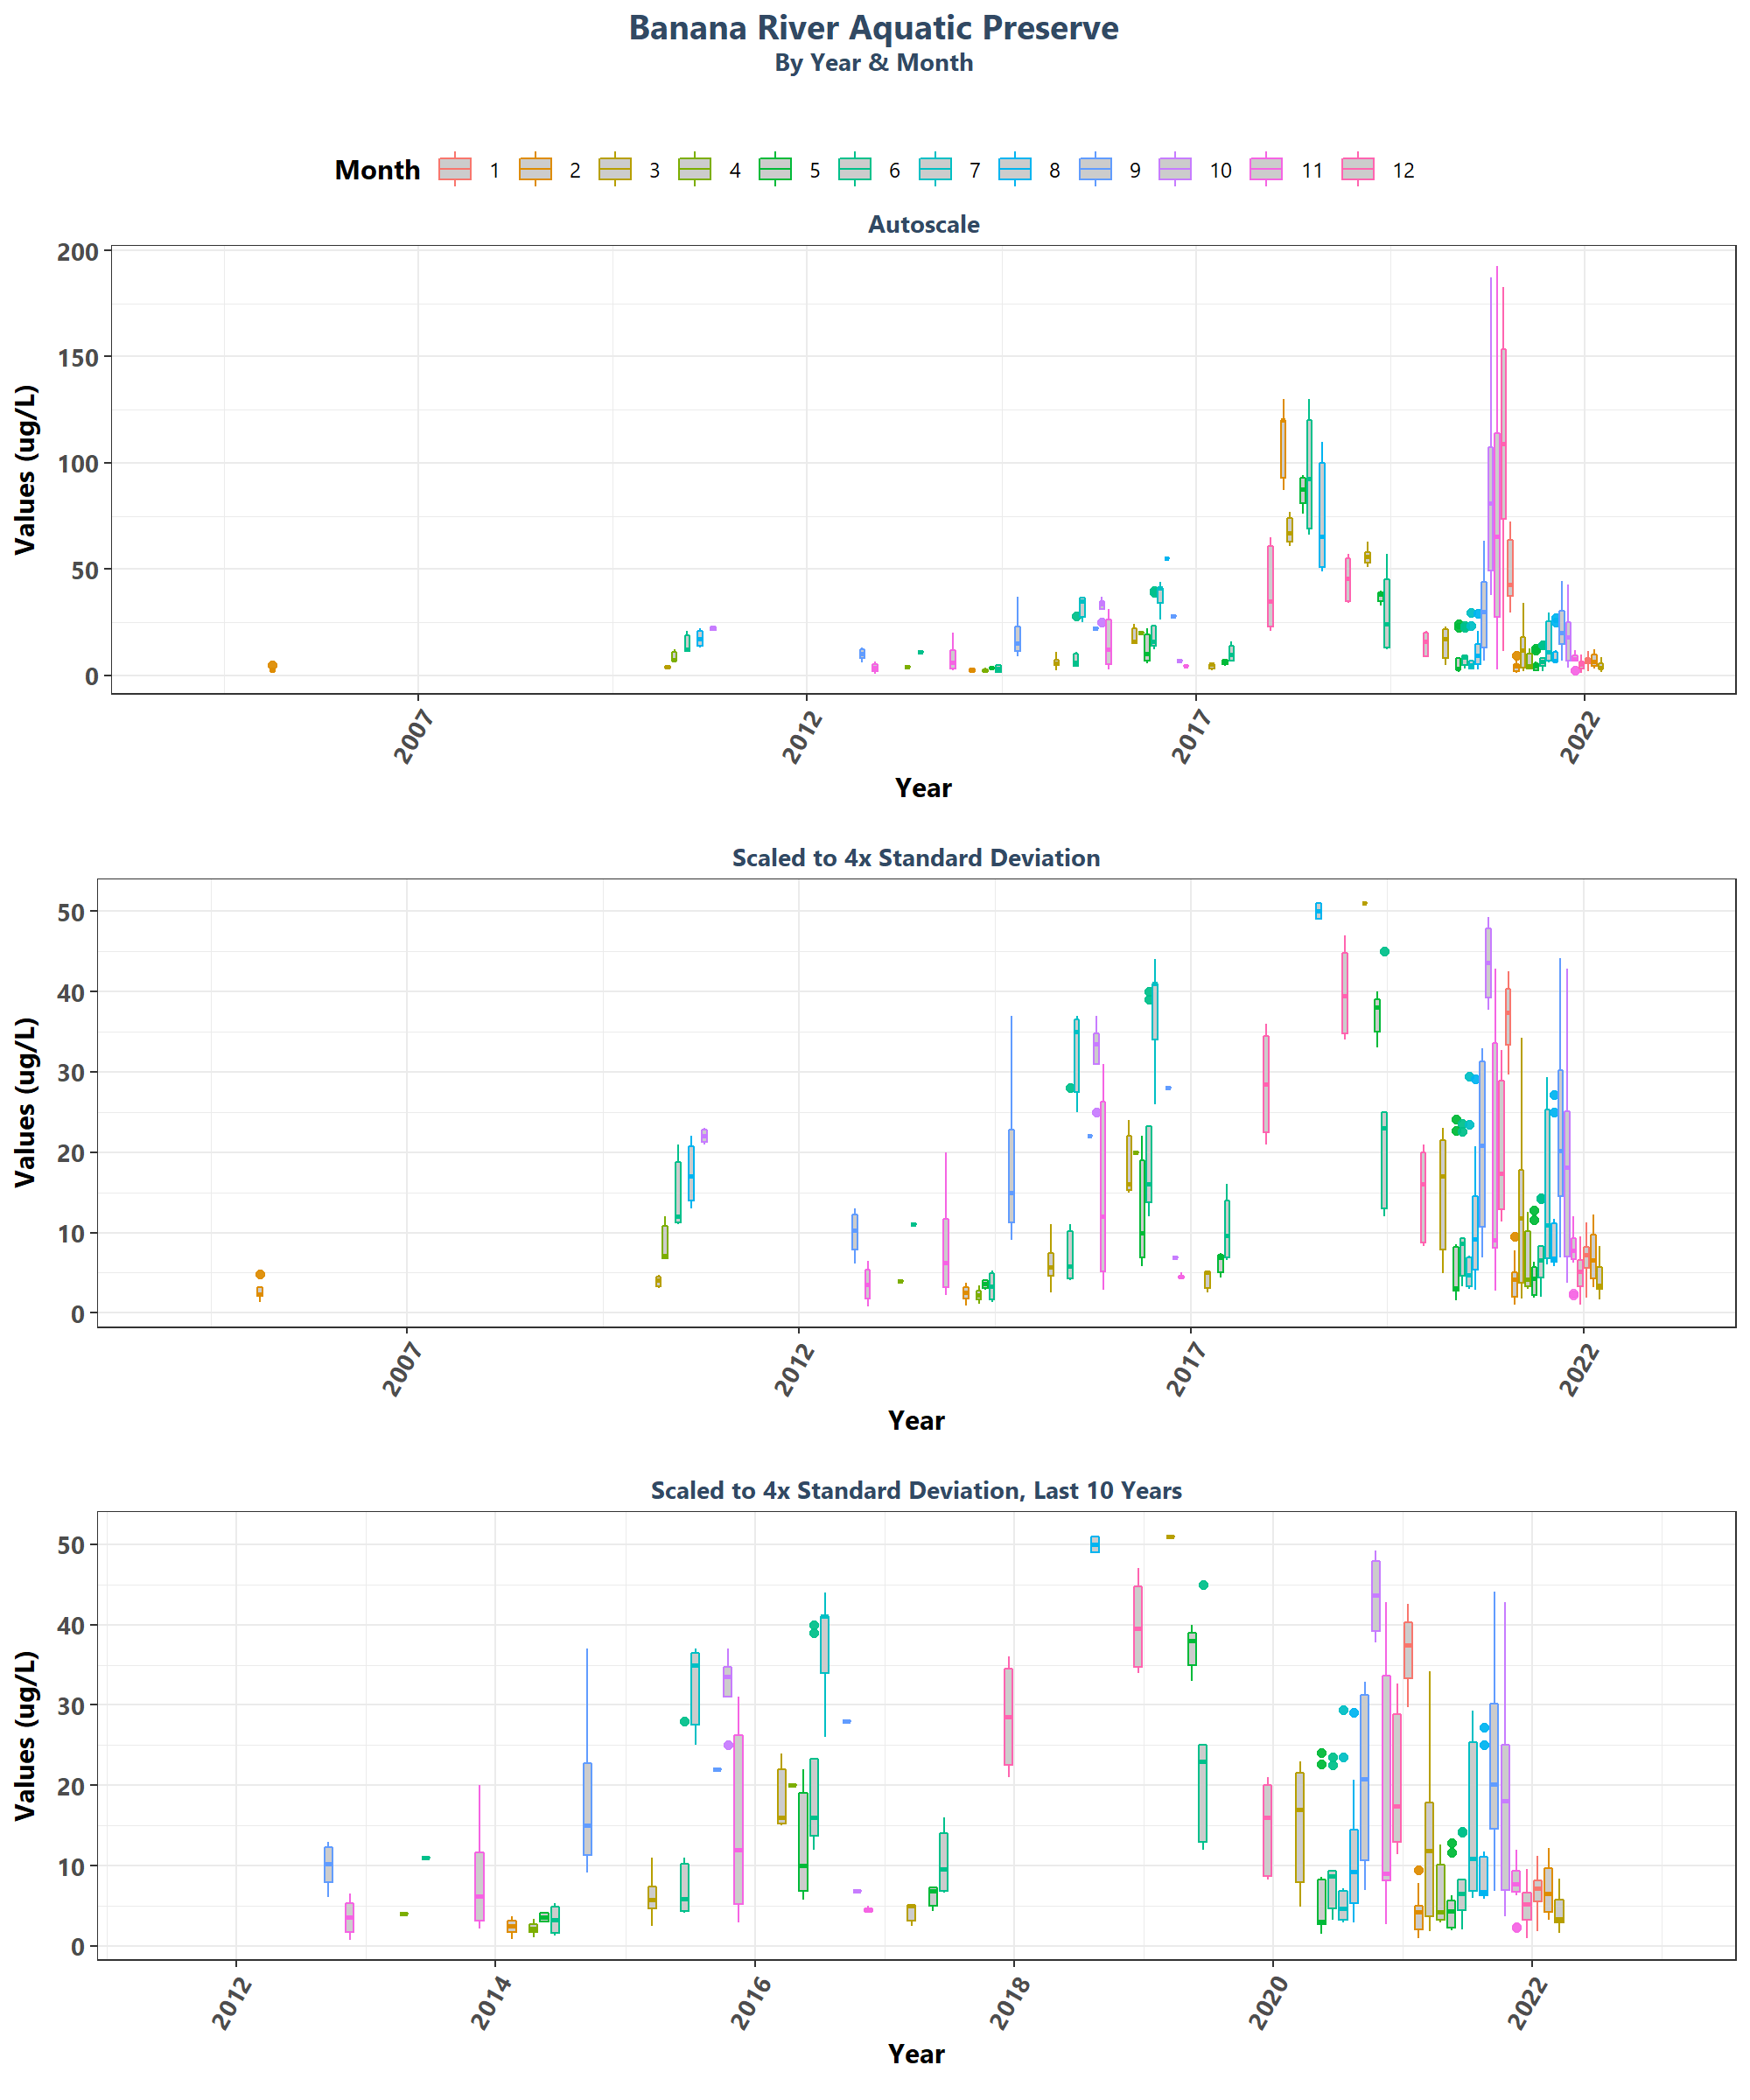 Banana River Aquatic Preserve
By Year & Month
Month 1 2 3 4 5 6 7 8 9 10 11 12
Autoscale
Values (ug/L)
200
150
100
50
0
2007 2012 2017 2022
Year
Scaled to 4x Standard Deviation
Values (ug/L)
50
40
30
20
10
0
2007 2012 2017 2022
Year
Scaled to 4x Standard Deviation, Last 10 Years
Values (ug/L)
50
40
30
20
10
0
2012 2014 2016 2018 2020 2022
Year